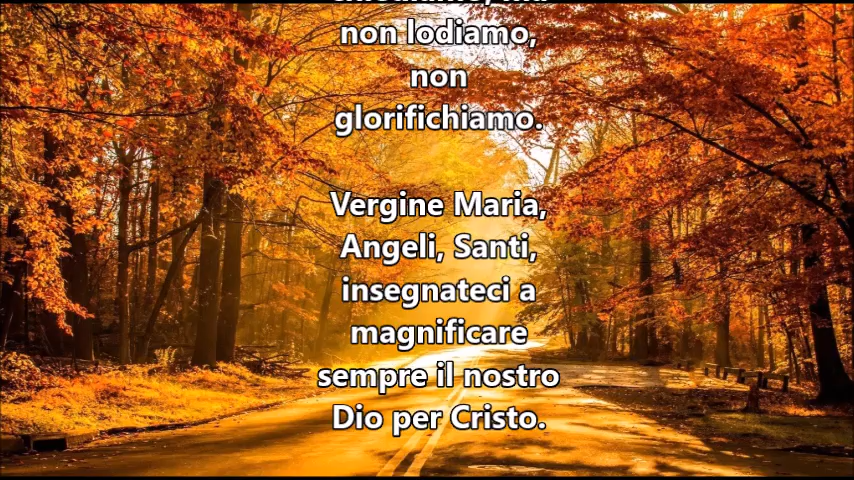 non lodiamo,
non
glorifichiamo.
Vergine Maria,
Angeli, Santi,
insegnateci a
magnificare
sempre il nostro
Dio per Cristo.